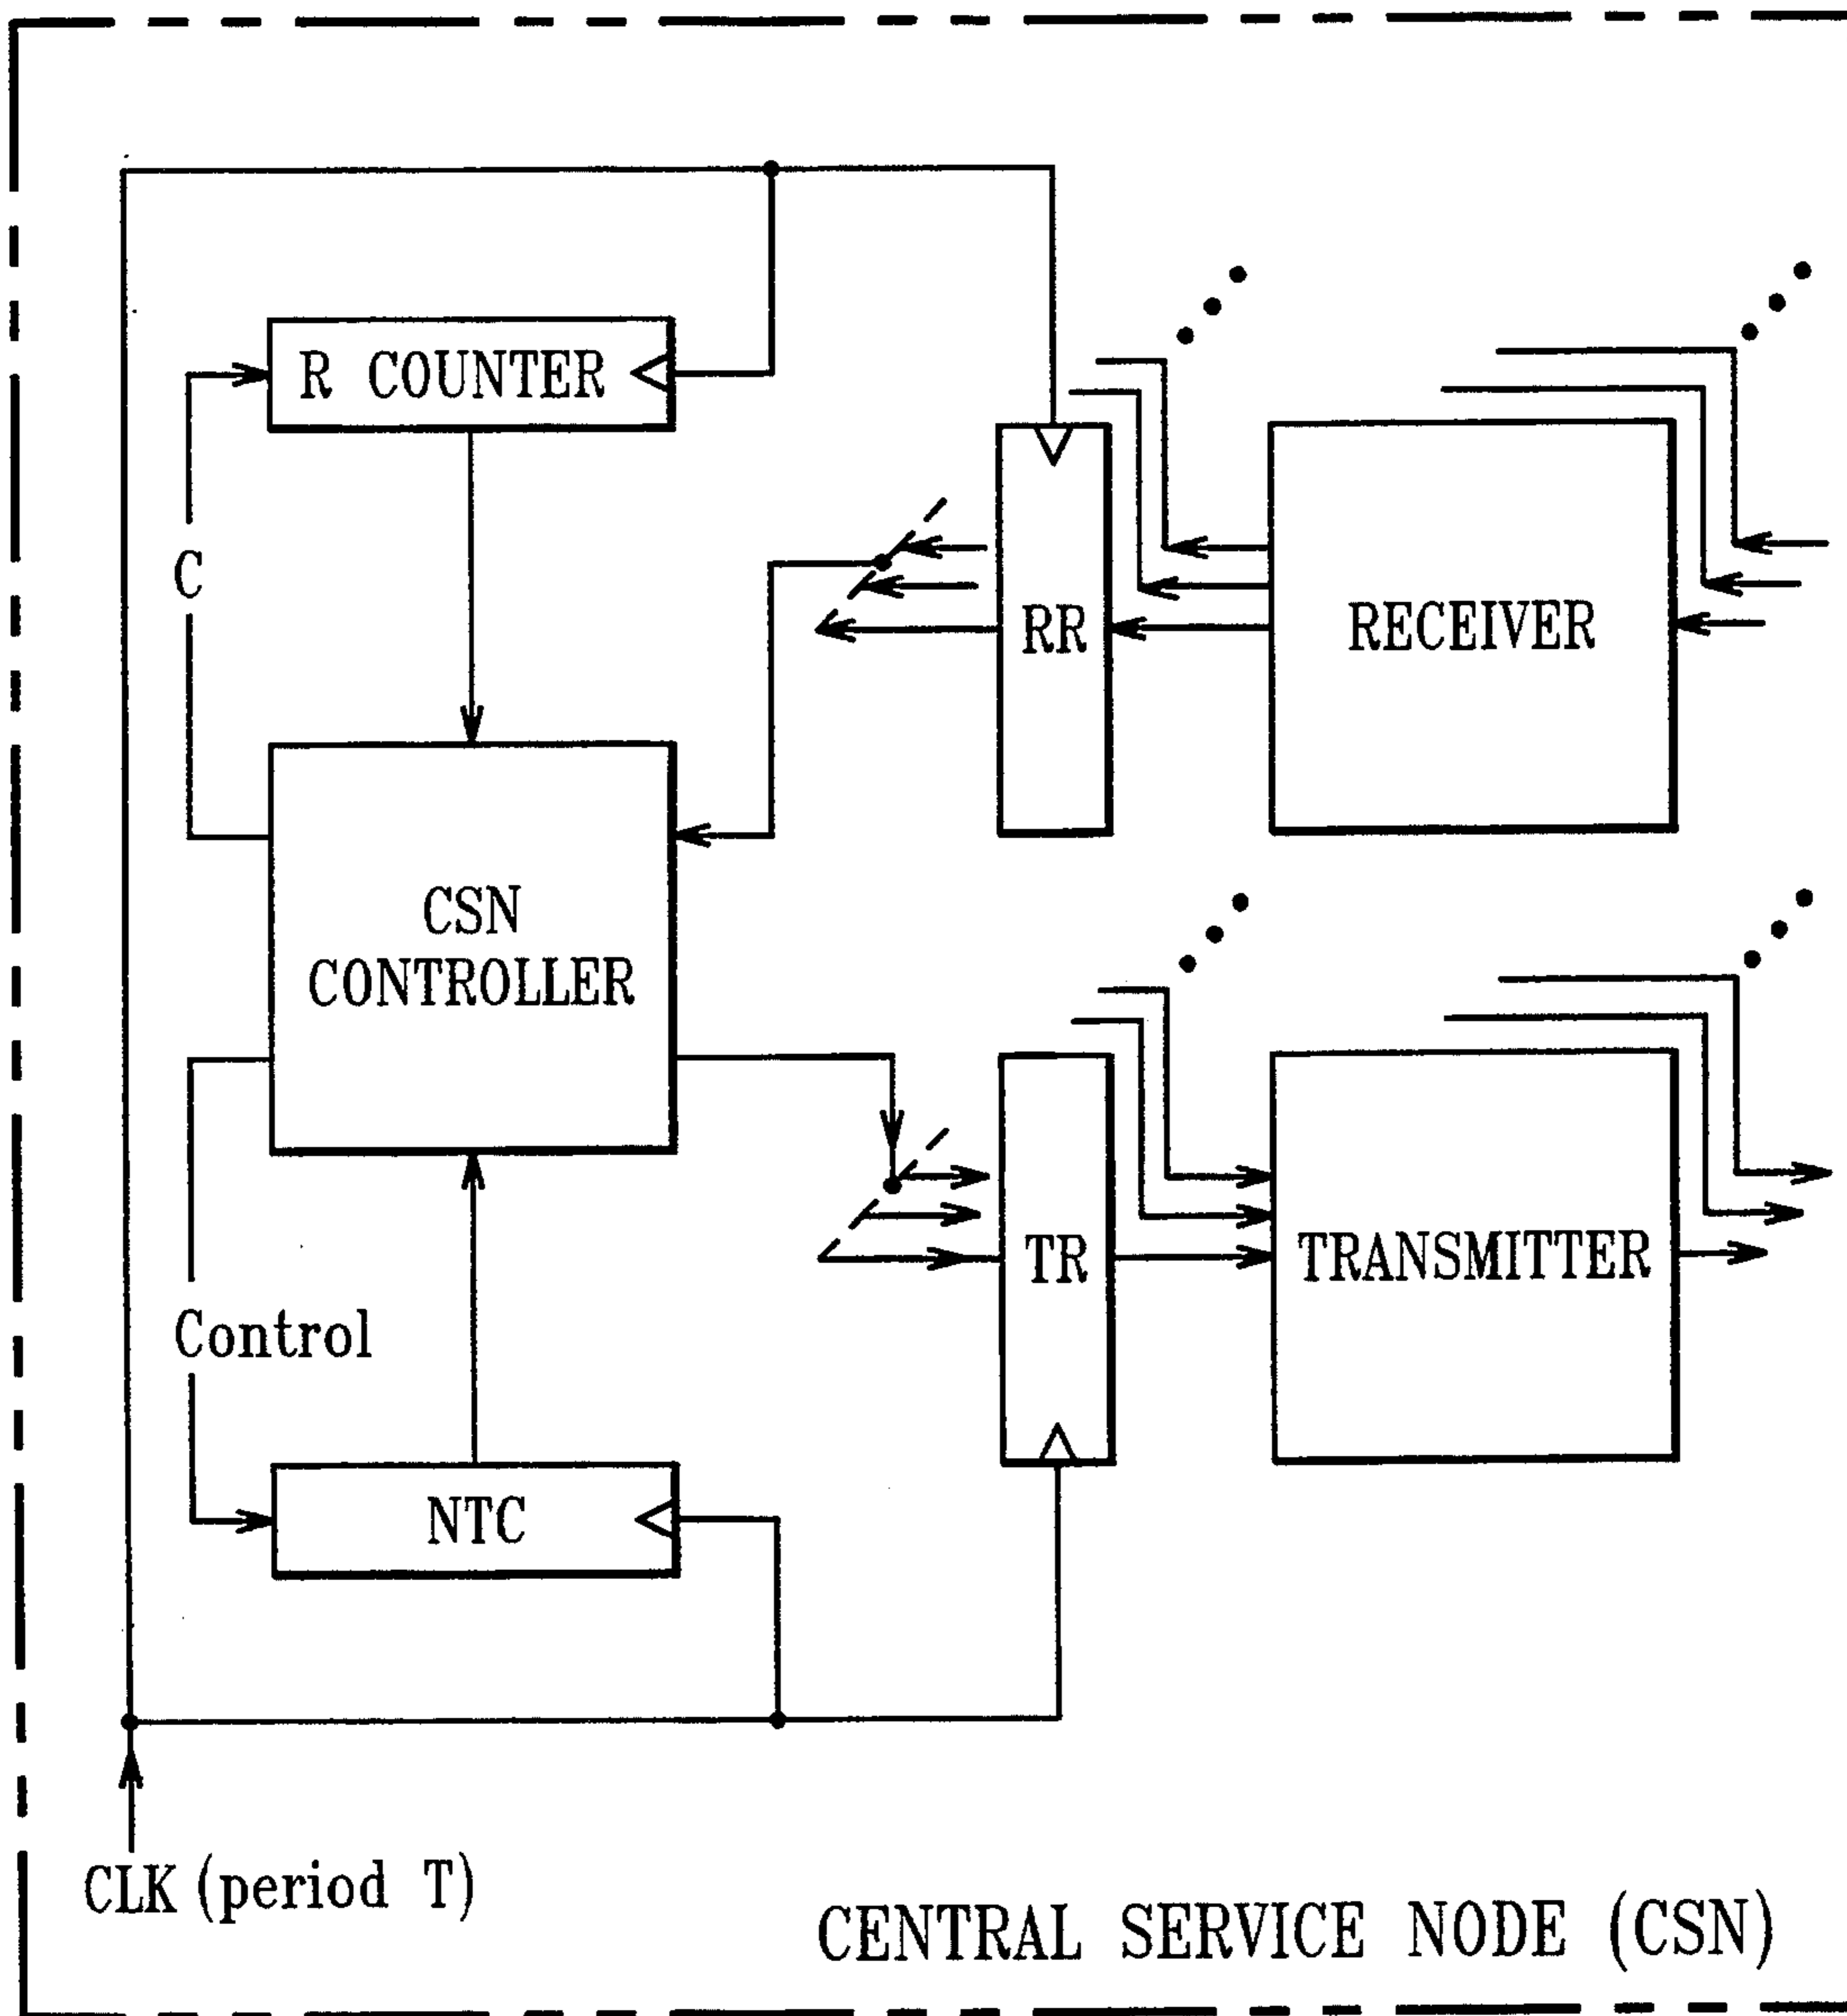 R COUNTER
C
RR
RECEIVER
CSN
CONTROLLER
TR
TRANSMITTER
Control
NTC
CLK (period T)
CENTRAL SERVICE NODE (CSN)